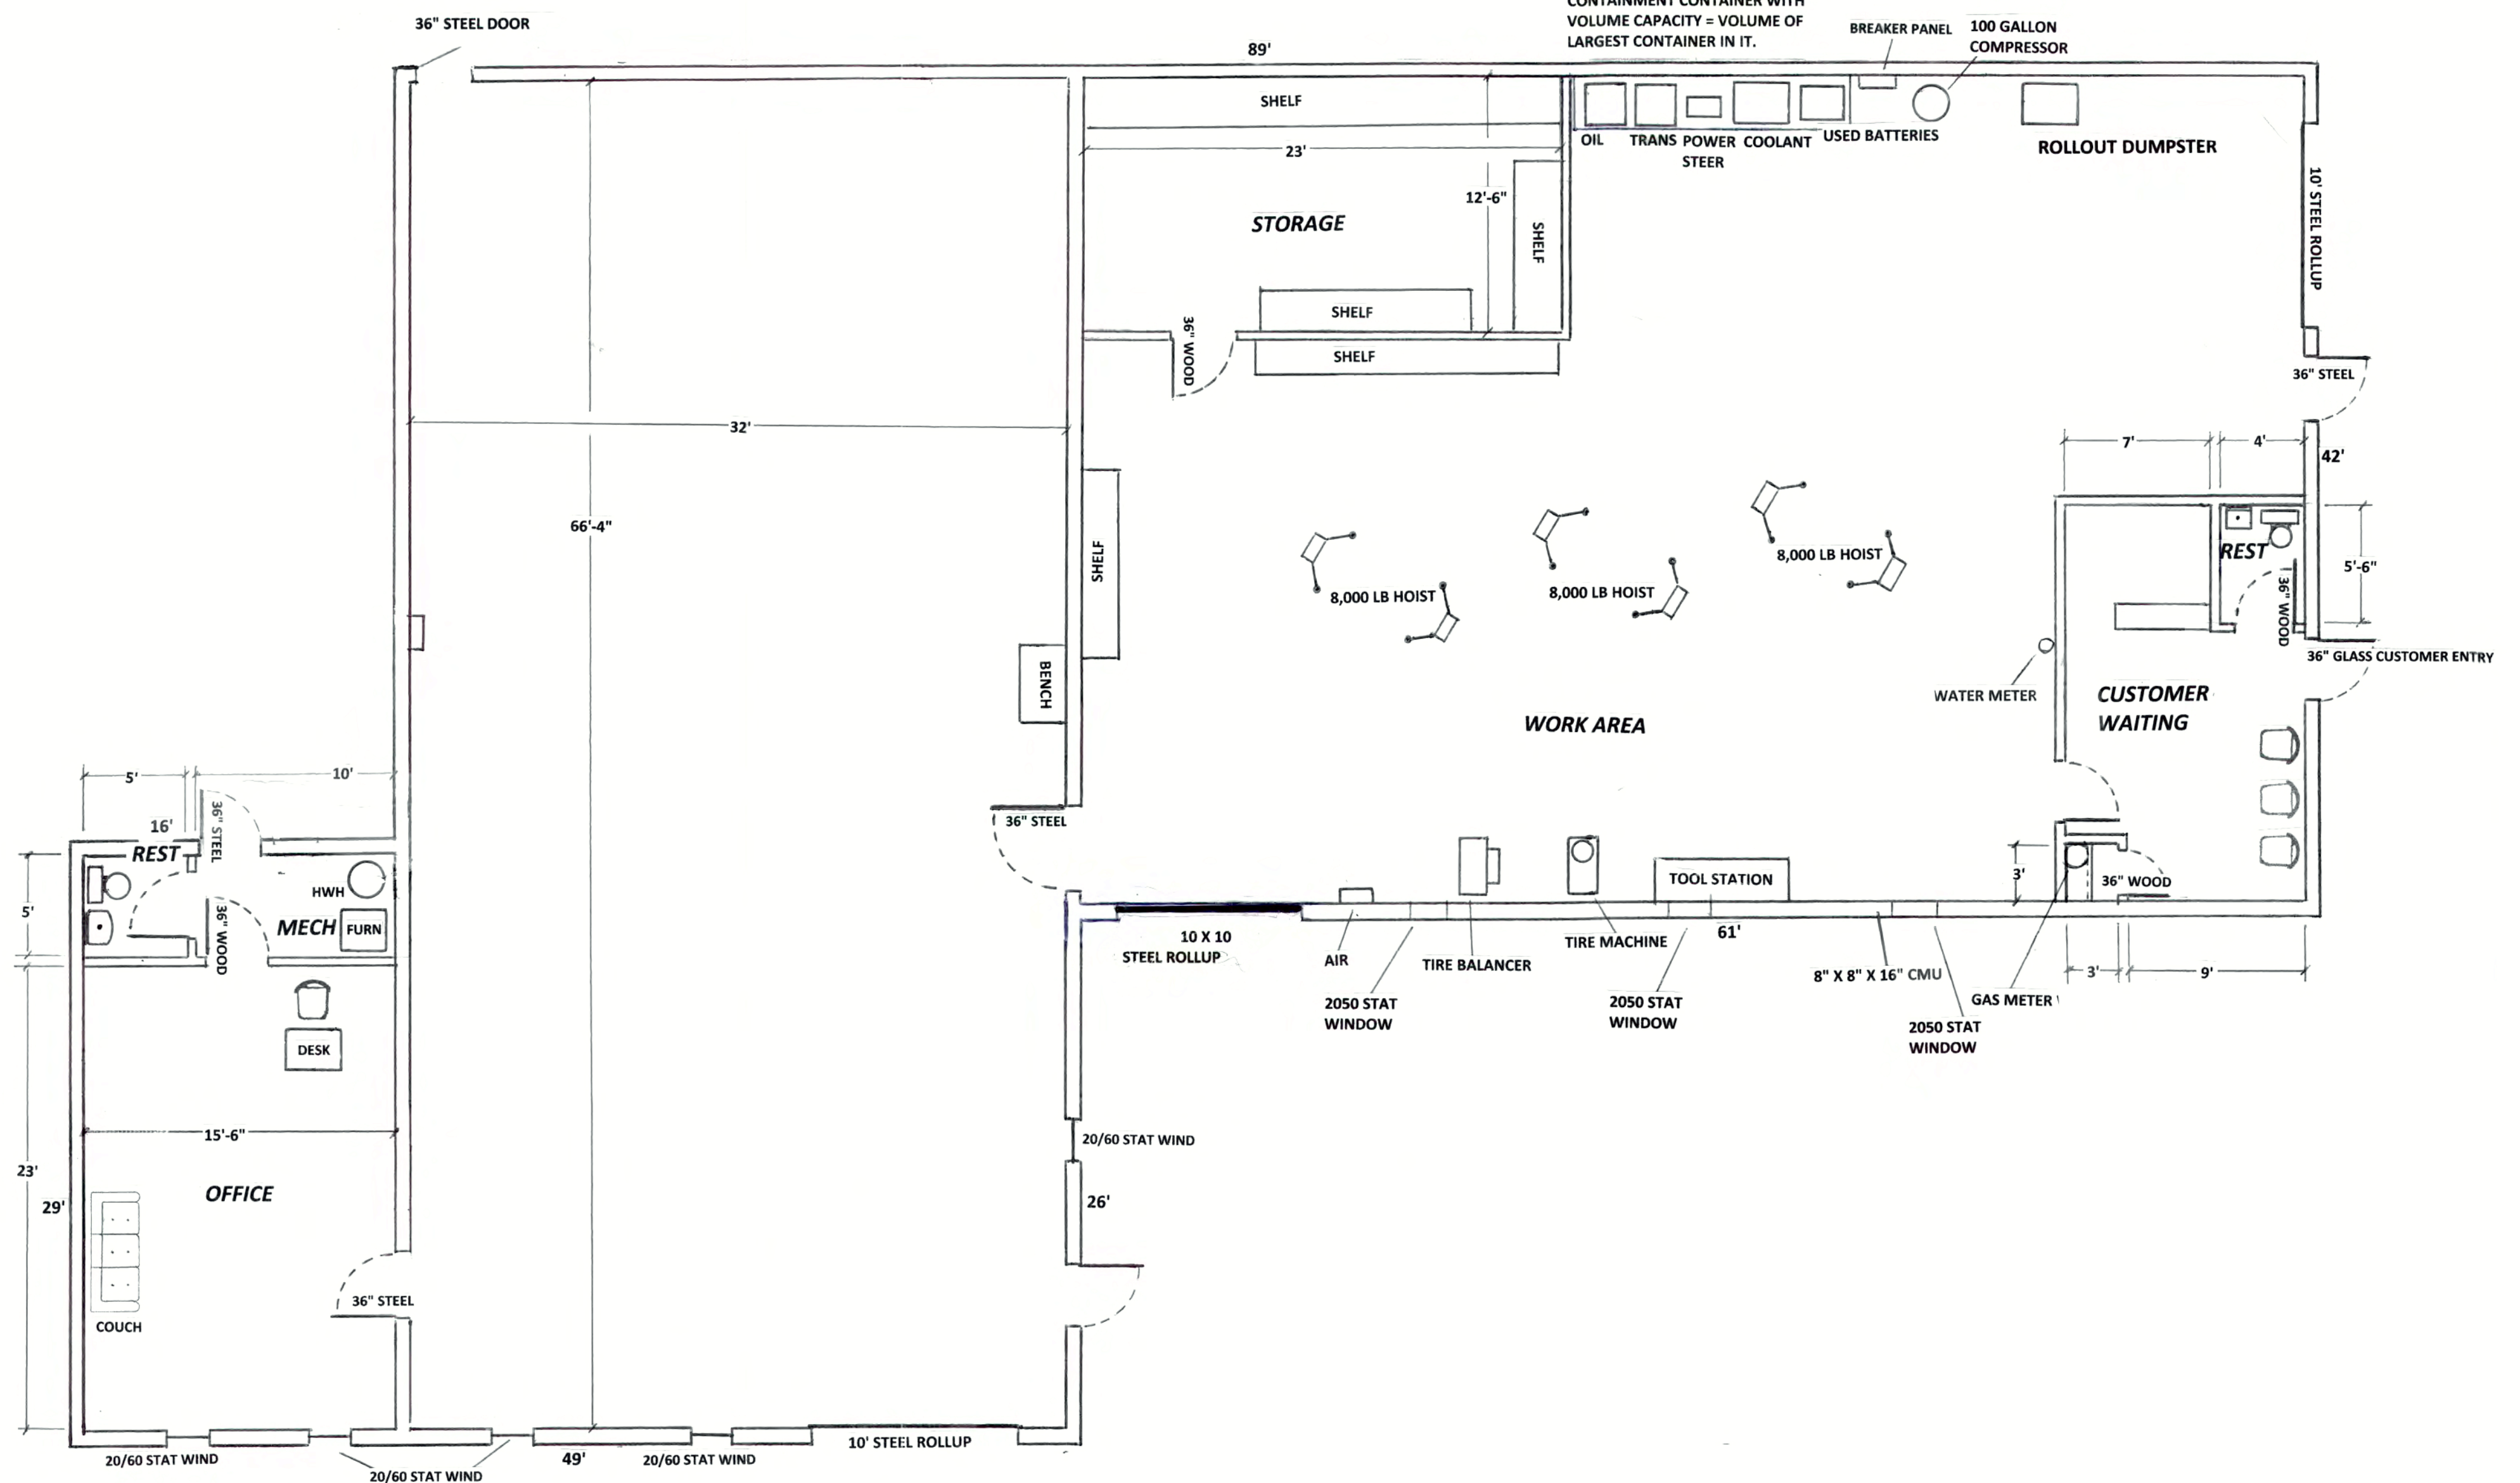 CONTAINMENT CONTAINER WITH
VOLUME CAPACITY = VOLUME OF
LARGEST CONTAINER IN IT.
36" STEEL DOOR
89'
BREAKER PANEL
100 GALLON
COMPRESSOR
SHELF
23'
12'-6"
STORAGE
SHELF
SHELF
36" WOOD
SHELF
OIL
TRANS
POWER
STEER
COOLANT
USED BATTERIES
ROLLOUT DUMPSTER
10' STEEL ROLLUP
36" STEEL
32'
66'-4"
7'
4'
42'
SHELF
8,000 LB HOIST
8,000 LB HOIST
8,000 LB HOIST
REST
36" WOOD
5'-6"
36" GLASS CUSTOMER ENTRY
BENCH
WATER METER
CUSTOMER
WAITING
WORK AREA
5'
10'
16'
36" STEEL
36" STEEL
REST
HWH
MECH
FURN
36" WOOD
5'
3'
36" WOOD
TOOL STATION
10 X 10
STEEL ROLLUP
AIR
TIRE BALANCER
TIRE MACHINE
61'
8" X 8" X 16" CMU
GAS METER
3'
9'
2050 STAT
WINDOW
2050 STAT
WINDOW
2050 STAT
WINDOW
DESK
15'-6"
20/60 STAT WIND
23'
29'
OFFICE
26'
36" STEEL
COUCH
20/60 STAT WIND
20/60 STAT WIND
49'
20/60 STAT WIND
10' STEEL ROLLUP